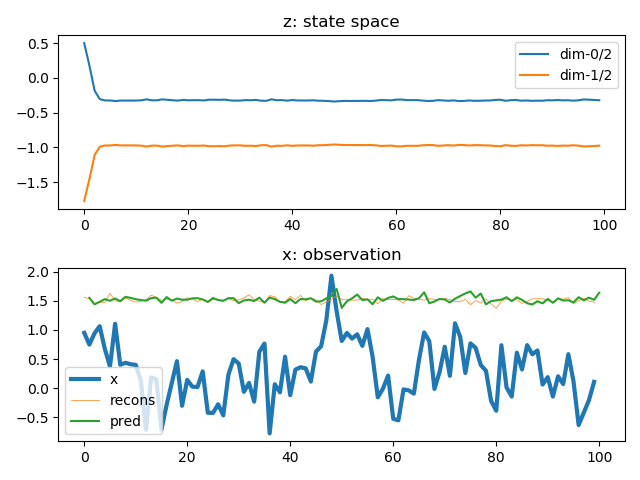 z: state space
0.5
0.0
−0.5
−1.0
−1.5
dim-0/2
dim-1/2
0 20 40 60 80 100
x: observation
2.0
1.5
1.0
0.5
0.0
−0.5
x
recons
pred
0 20 40 60 80 100